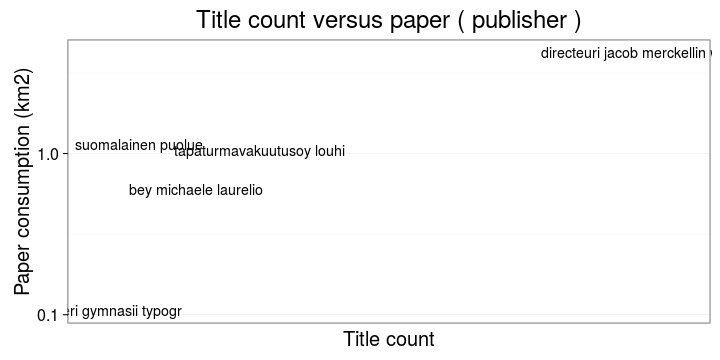 Title count versus paper ( publisher )
directeuri jacob merckellin
suomalainen puolue
tapaturmavakuutusoy louhi
bey michaele laurelio
gymnasii typogr
Paper consumption (km2)
1.0
0.1
Title count